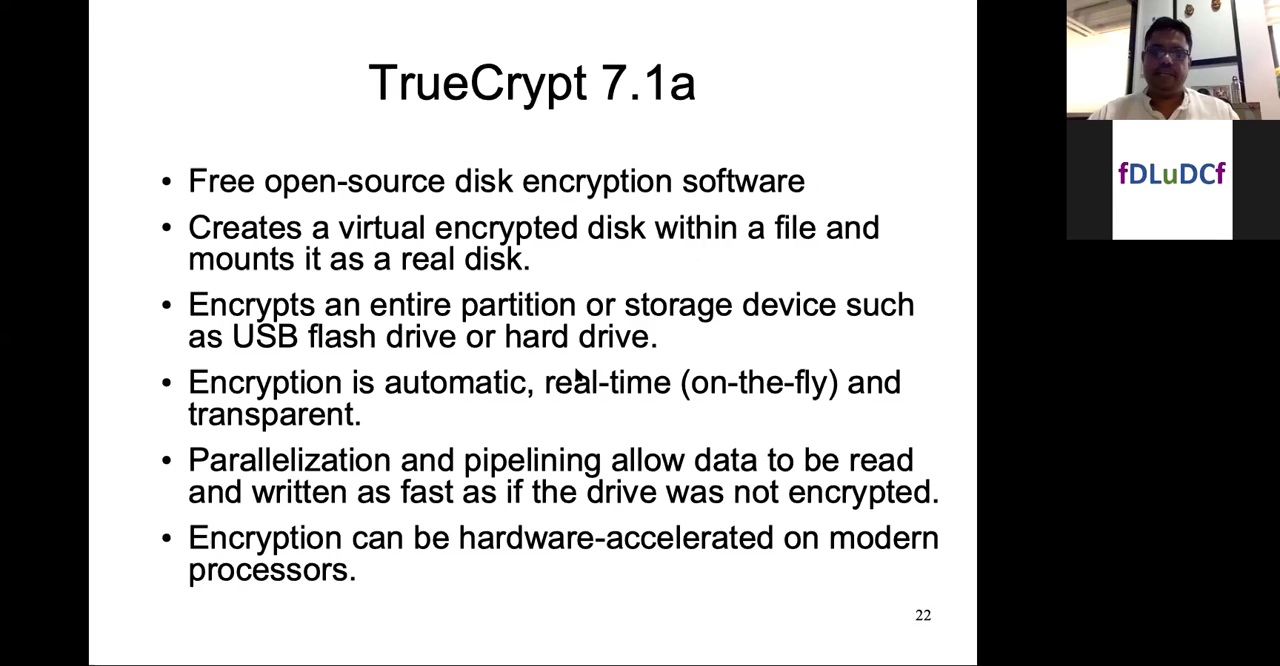 TrueCrypt 7.1a
• Free open-source disk encryption software
• Creates a virtual encrypted disk within a file and
mounts it as a real disk.
• Encrypts an entire partition or storage device such
as USB flash drive or hard drive.
• Encryption is automatic, real-time (on-the-fly) and
transparent.
• Parallelization and pipelining allow data to be read
and written as fast as if the drive was not encrypted.
• Encryption can be hardware-accelerated on modern
processors.
22
fDLuDCf